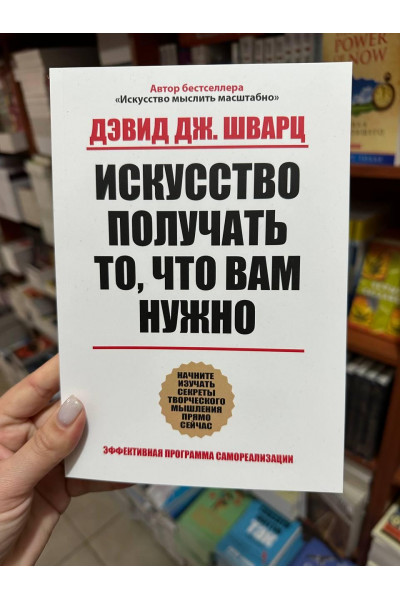 Автор бестселлера
«Искусство мыслить масштабно»
ДЭВИД ДЖ. ШВАРЦ
ИСКУССТВО
ПОЛУЧАТЬ
ТО, ЧТО ВАМ
НУЖНО
НАЧНИТЕ
ИЗУЧАТЬ
СЕКРЕТЫ
ТВОРЧЕСКОГО
МЫШЛЕНИЯ
ПРЯМО
СЕЙЧАС
ЭФФЕКТИВНАЯ ПРОГРАММА САМОРЕАЛИЗАЦИИ
POWER